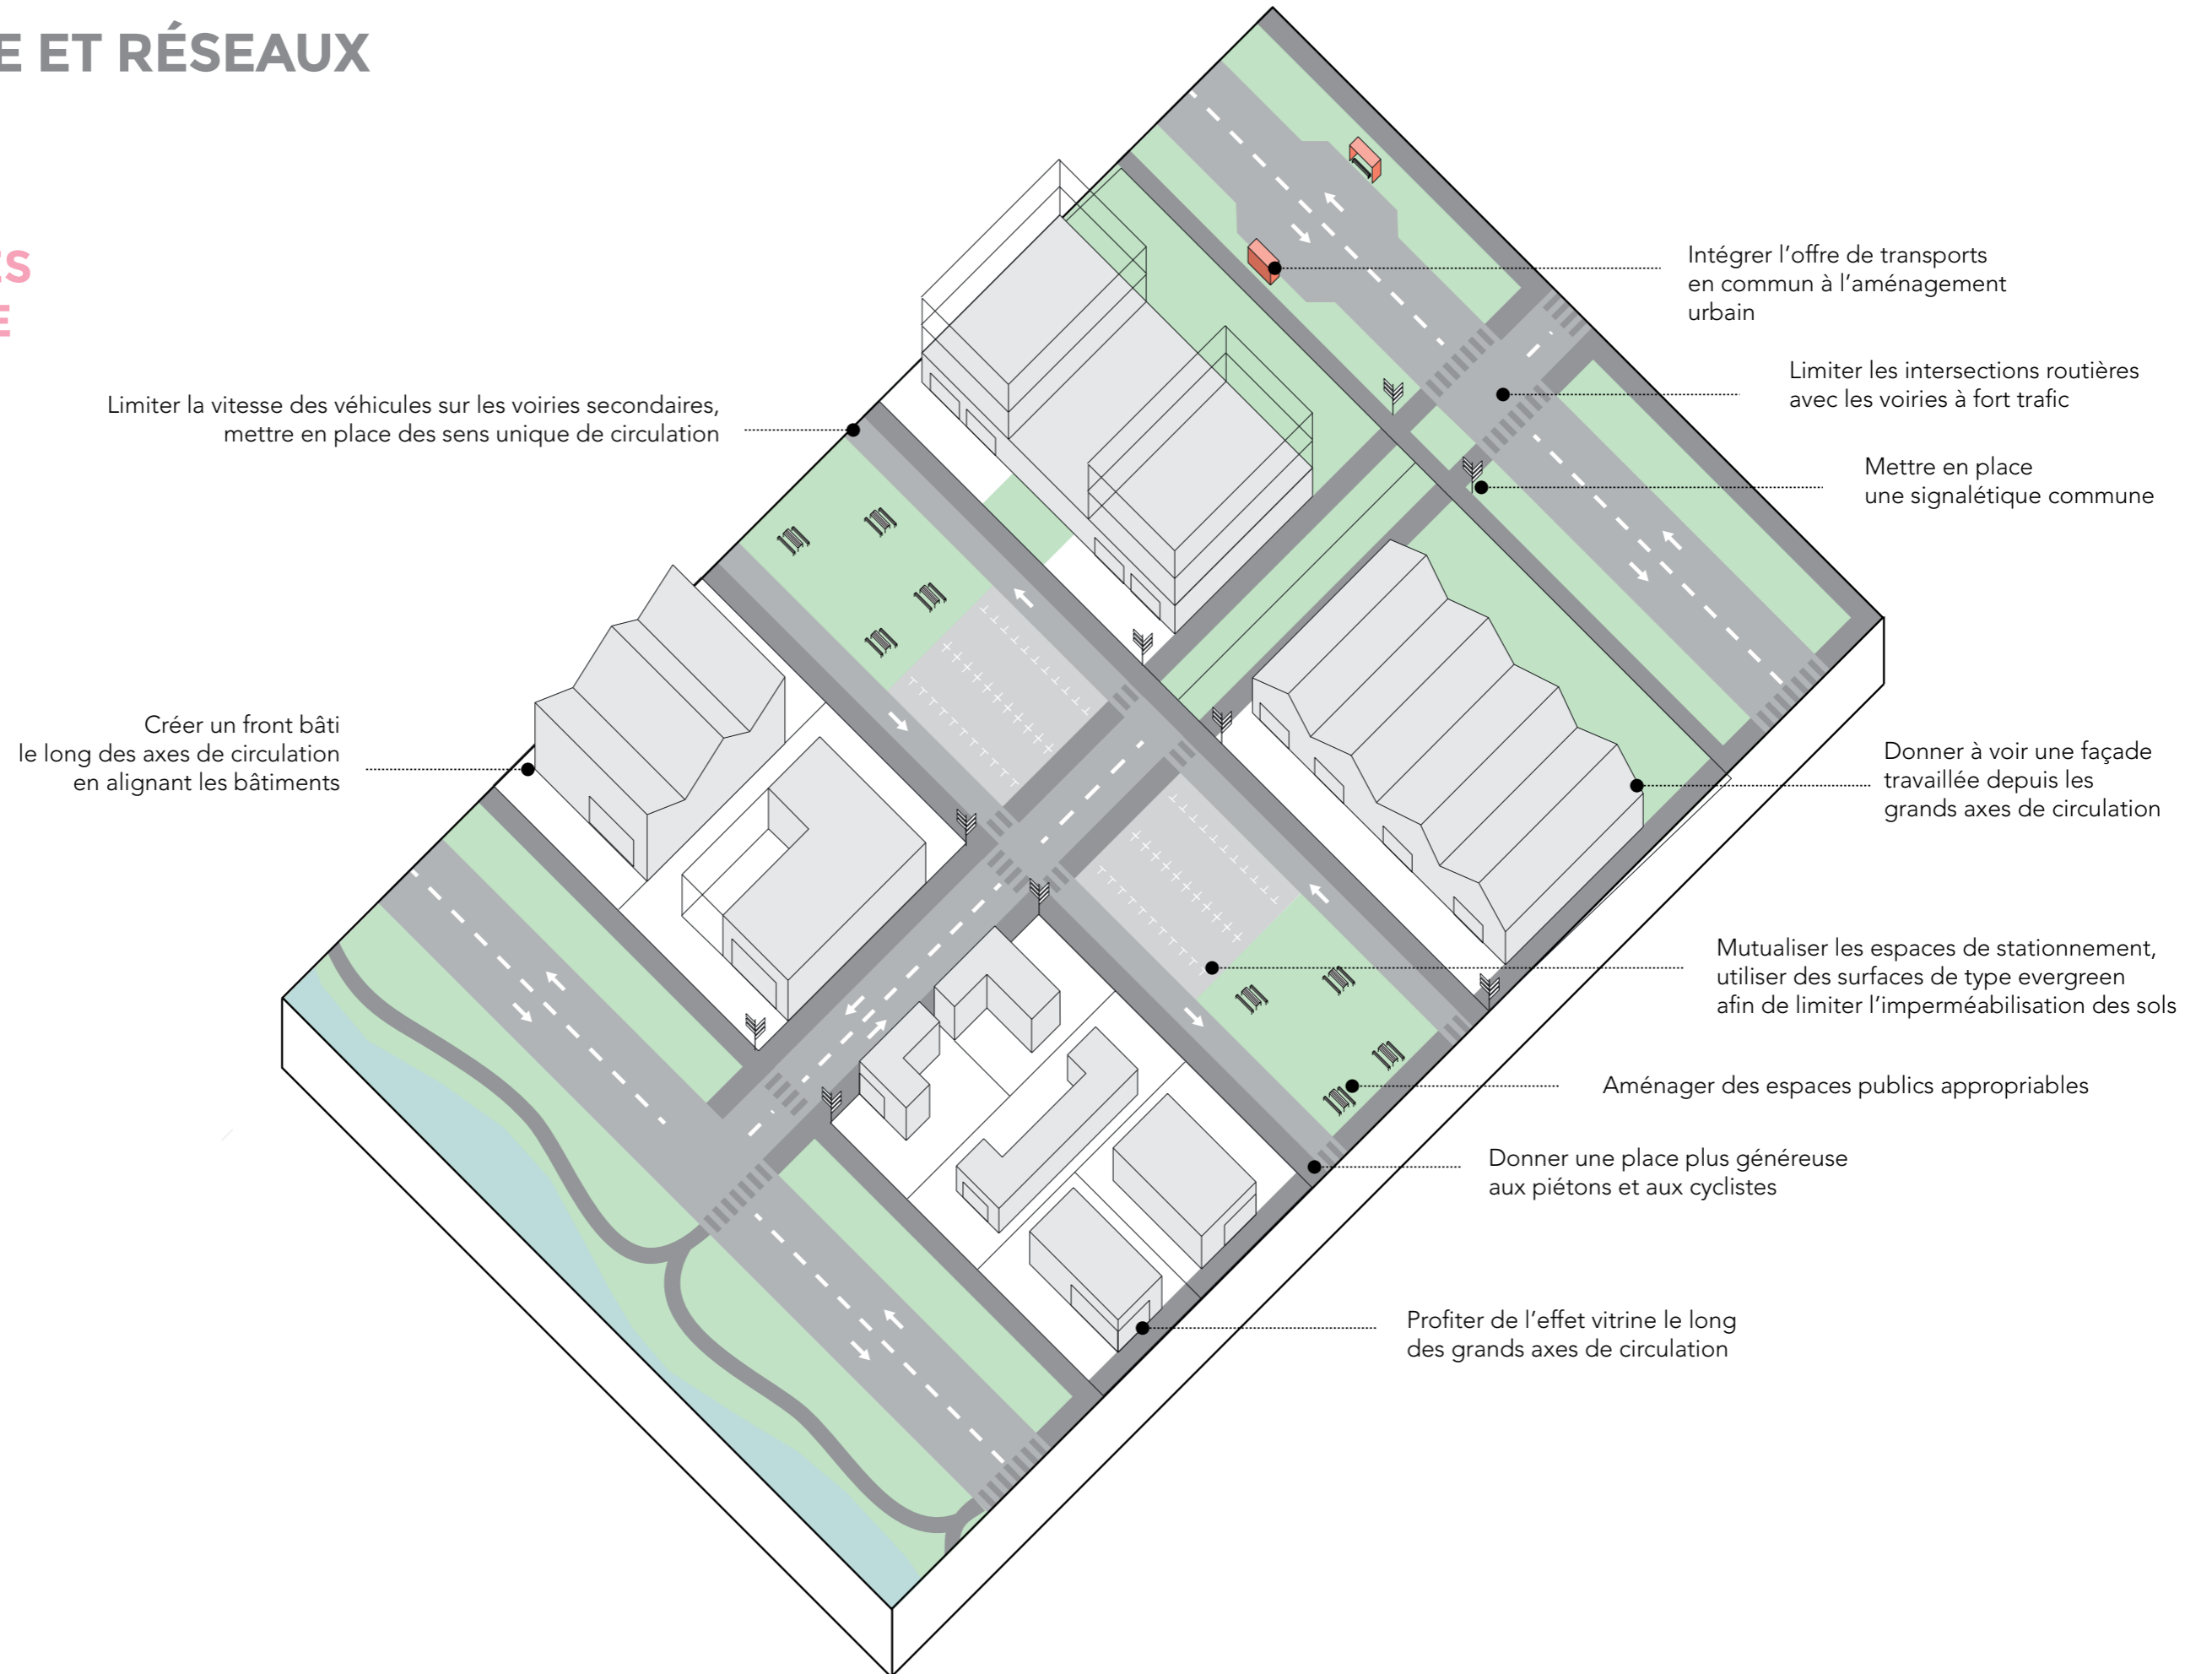 E ET RÉSEAUX
ES
E
Limiter la vitesse des véhicules sur les voiries secondaires,
mettre en place des sens unique de circulation
Créer un front bâti
le long des axes de circulation
en alignant les bâtiments
Intégrer l’offre de transports
en commun à l’aménagement
urbain
Limiter les intersections routières
avec les voiries à fort trafic
Mettre en place
une signalétique commune
Donner à voir une façade
travaillée depuis les
grands axes de circulation
Mutualiser les espaces de stationnement,
utiliser des surfaces de type evergreen
afin de limiter l’imperméabilisation des sols
Aménager des espaces publics appropriables
Donner une place plus généreuse
aux piétons et aux cyclistes
Profiter de l’effet vitrine le long
des grands axes de circulation